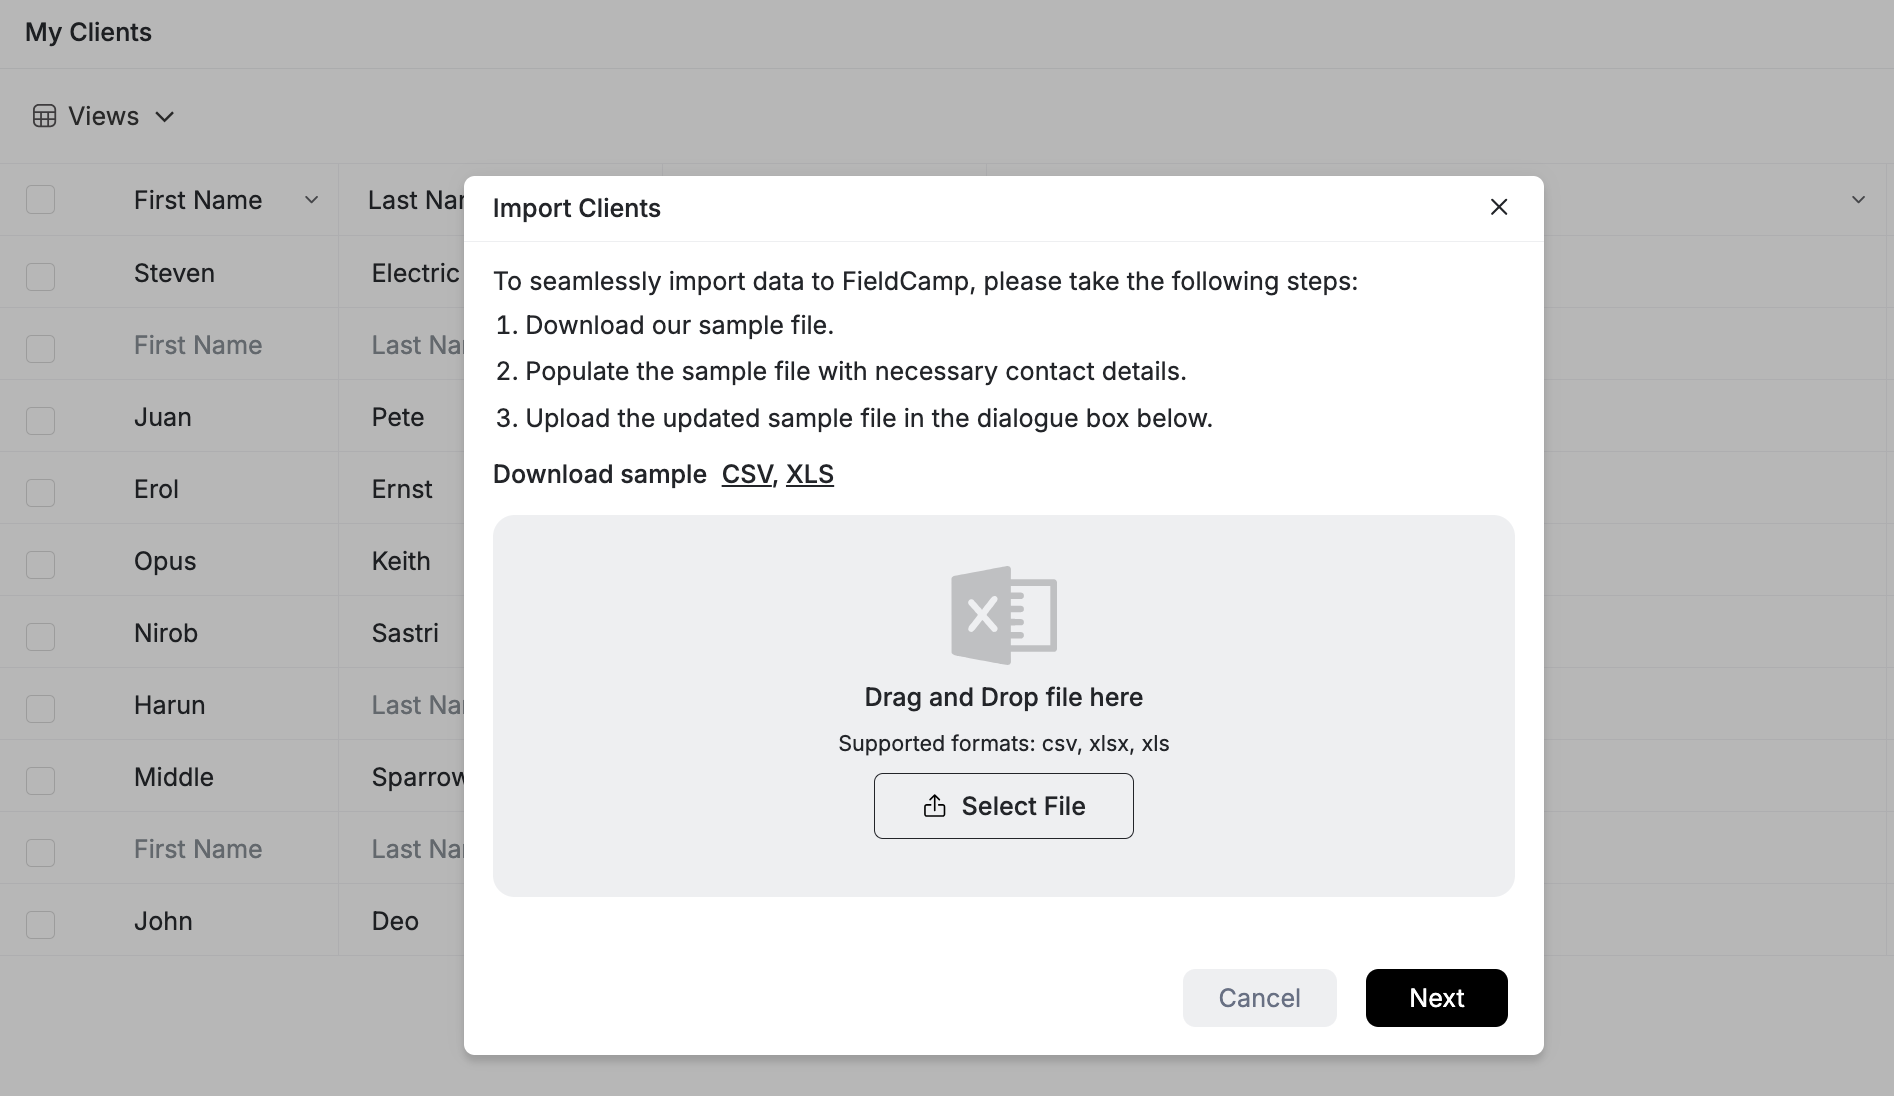 My Clients
Views
First Name
Last Nar
Steven
Electric
First Name
Last Na
Juan
Pete
Erol
Ernst
Opus
Keith
Nirob
Sastri
Harun
Last Na
Middle
Sparrow
First Name
Last Na
John
Deo
Import Clients
To seamlessly import data to FieldCamp, please take the following steps:
1. Download our sample file.
2. Populate the sample file with necessary contact details.
3. Upload the updated sample file in the dialogue box below.
Download sample CSV, XLS
Drag and Drop file here
Supported formats: csv, xlsx, xls
Select File
Cancel
Next